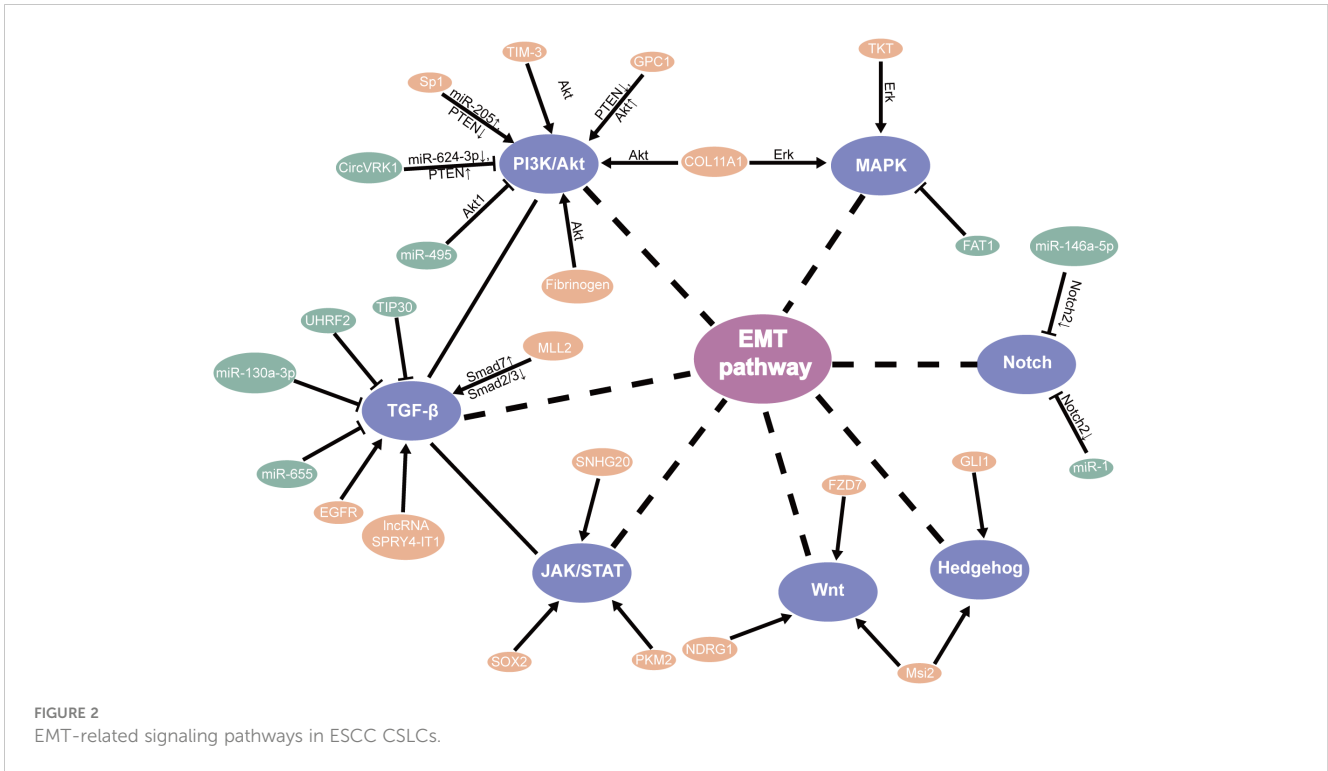 TIM-3
TKT
GPC1
Sp1
Akt
PTEN↓,
Akt↑
Erk
miR-205↑,
PTEN↓
CircVRK1
miR-624-3p↓,
PTEN↑
PI3K/Akt
Akt
COL11A1
Erk
MAPK
Akt1
miR-495
Akt
Fibrinogen
FAT1
miR-146a-5p
Notch2↓
UHRF2
TIP30
MLL2
Smad7↑
Smad2/3↓
EMT
pathway
Notch
miR-130a-3p
TGF-β
Notch2↓
miR-1
miR-655
EGFR
lncRNA
SPRY4-IT1
SNHG20
FZD7
GLI1
JAK/STAT
Wnt
Hedgehog
SOX2
PKM2
NDRG1
Msi2
FIGURE 2
EMT-related signaling pathways in ESCC CSLCs.